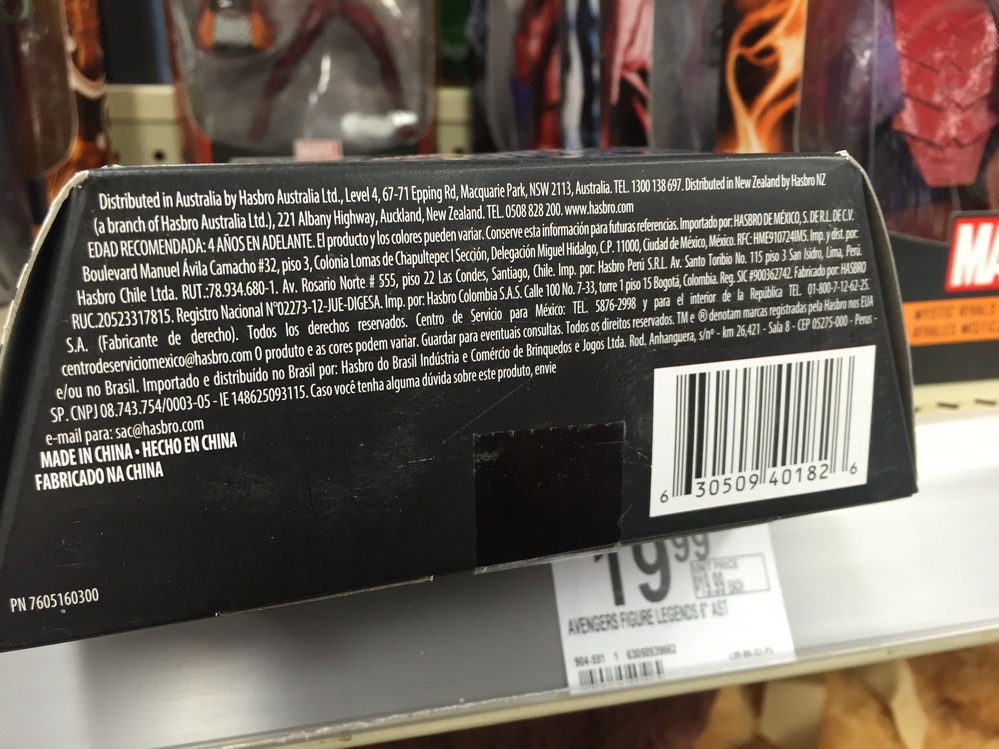 Distributed in Australia by Hasbro Australia Ltd., Level 4, 67-71 Epping Rd, Macquarie Park, NSW 2113, Australia. TEL. 1300 138 697. Distributed in New Zealand by Hasbro NZ
(a branch of Hasbro Australia Ltd.), 221 Albany Highway, Auckland, New Zealand. TEL. 0508 828 200. www.hasbro.com
EDAD RECOMENDADA: 4 AÑOS EN ADELANTE. El producto y los colores pueden variar. Conserve esta información para futuras referencias. Importado por: HASBRO DE MÉXICO, S. DE R.L. DE C.V.
Boulevard Manuel Ávila Camacho #32, piso 3, Colonia Lomas de Chapultepec I Sección, Delegación Miguel Hidalgo, C.P. 11000, Ciudad de México, México. RFC: HME910724IM5. Imp. y dist. por:
Hasbro Chile Ltda. RUT.:78.934.680-1. Av. Rosario Norte # 555, piso 22 Las Condes, Santiago, Chile. Imp. por: Hasbro Perú S.R.L. Av. Santo Toribio No. 115 piso 3 San Isidro, Lima, Perú.
RUC.20523317815. Registro Nacional N°02273-12-JUE-DIGESA. Imp. por: Hasbro Colombia S.A.S. Calle 100 No. 7-33, torre 1 piso 15 Bogotá, Colombia. Reg. SIC #900362742. Fabricado por: HASBRO
S.A. (Fabricante de derecho). Todos los derechos reservados. Centro de Servicio para México: TEL. 5876-2998 y para el interior de la República TEL. 01-800-7-12-62-25.
centrodeserviciomexico@hasbro.com O produto e as cores podem variar. Guardar para eventuais consultas. Todos os direitos reservados. TM e ® denotam marcas registradas pela Hasbro nos EUA
e/ou no Brasil. Importado e distribuído no Brasil por: Hasbro do Brasil Indústria e Comércio de Brinquedos e Jogos Ltda. Rod. Anhanguera, s/nº - km 26,421 - Sala 8 - CEP 05275-000 - Perus -
SP. CNPJ 08.743.754/0003-05 - IE 148625093115. Caso você tenha alguma dúvida sobre este produto, envie
e-mail para: sac@hasbro.com
MADE IN CHINA • HECHO EN CHINA
FABRICADO NA CHINA
6 30509 40182 6
PN 7605160300
19 99
UNIT PRICE
AVENGERS FIGURE LEGENDS 6" AST
MA